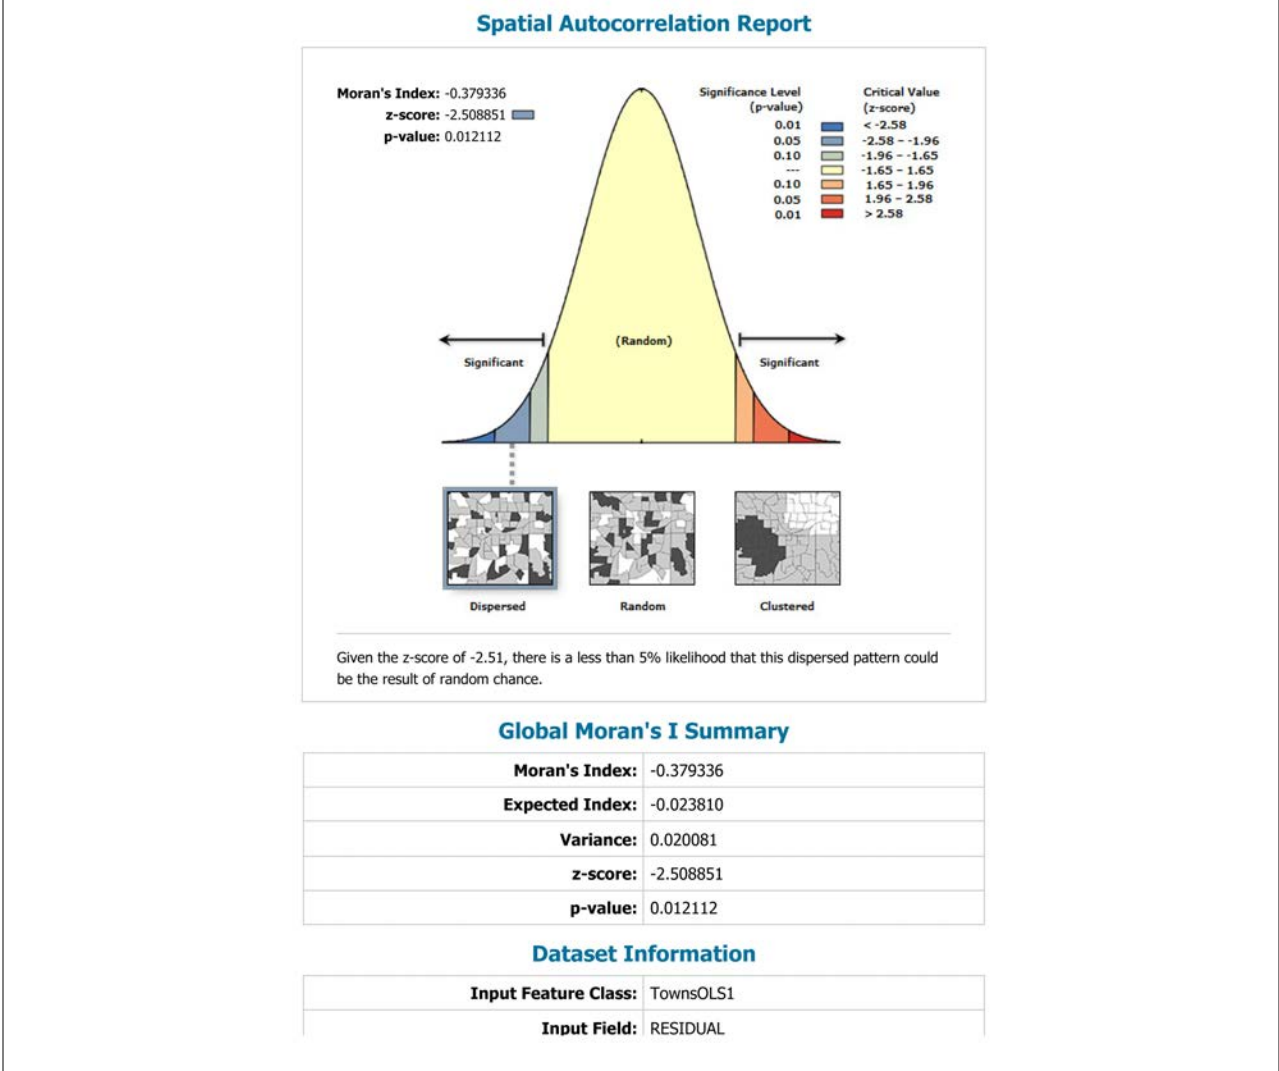 Spatial Autocorrelation Report
Moran's Index: -0.379336
z-score: -2.508851
p-value: 0.012112
Significance Level Critical Value
(p-value) (z-score)
0.01 < -2.58
0.05 -2.58 – -1.96
0.10 -1.96 – -1.65
--- -1.65 – 1.65
0.10 1.65 – 1.96
0.05 1.96 – 2.58
0.01 > 2.58
(Random)
Significant Significant
Dispersed Random Clustered
Given the z-score of -2.51, there is a less than 5% likelihood that this dispersed pattern could
be the result of random chance.
Global Moran's I Summary
Moran's Index: -0.379336
Expected Index: -0.023810
Variance: 0.020081
z-score: -2.508851
p-value: 0.012112
Dataset Information
Input Feature Class: TownsOLS1
Input Field: RESIDUAL